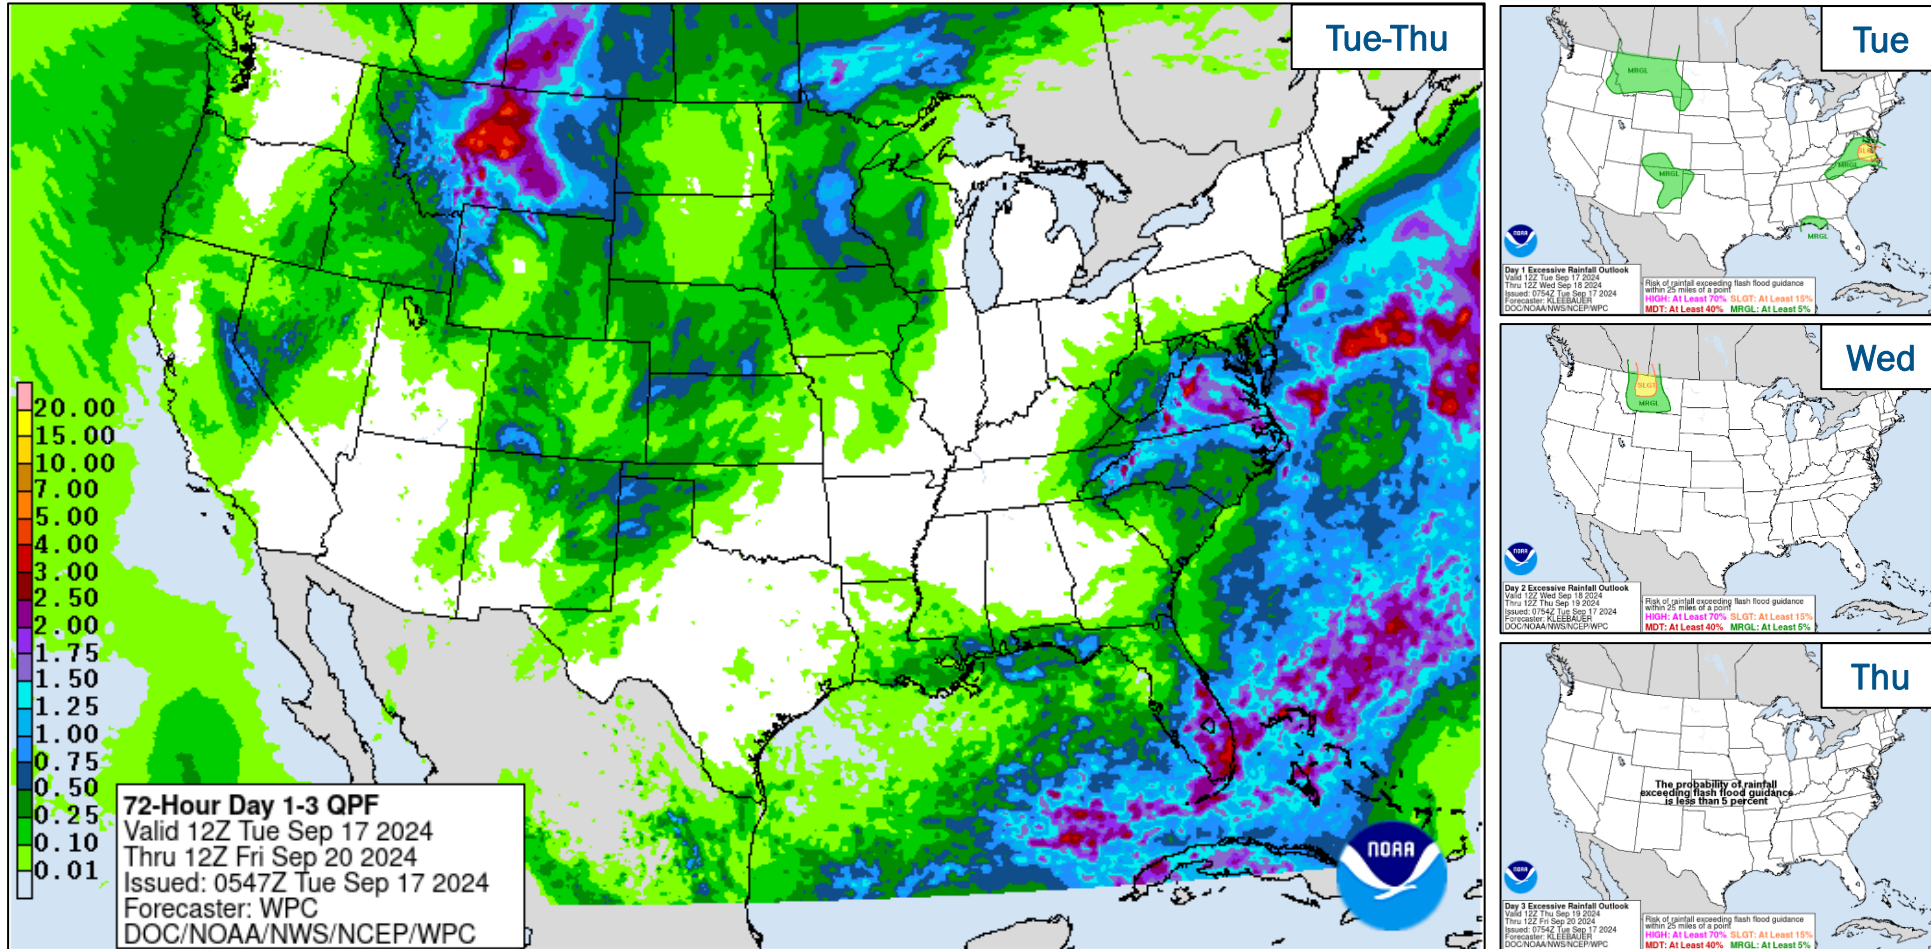 Tue-Thu
20.00
15.00
10.00
7.00
5.00
4.00
3.00
2.50
2.00
1.75
1.50
1.25
1.00
0.75
0.50
0.25
0.10
0.01
72-Hour Day 1-3 QPF
Valid 12Z Tue Sep 17 2024
Thru 12Z Fri Sep 20 2024
Issued: 0547Z Tue Sep 17 2024
Forecaster: WPC
DOC/NOAA/NWS/NCEP/WPC
NOAA
Tue
MRGL
MRGL
MRGL
SLGT
MRGL
NOAA
Day 1 Excessive Rainfall Outlook
Valid 12Z Tue Sep 17 2024
Thru 12Z Wed Sep 18 2024
Issued: 0754Z Tue Sep 17 2024
Forecaster: KLEEBAUER
DOC/NOAA/NWS/NCEP/WPC
Risk of rainfall exceeding flash flood guidance
within 25 miles of a point
HIGH: At Least 70% SLGT: At Least 15%
MDT: At Least 40% MRGL: At Least 5%
Wed
SLGT
MRGL
NOAA
Day 2 Excessive Rainfall Outlook
Valid 12Z Wed Sep 18 2024
Thru 12Z Thu Sep 19 2024
Issued: 0754Z Tue Sep 17 2024
Forecaster: KLEEBAUER
DOC/NOAA/NWS/NCEP/WPC
Risk of rainfall exceeding flash flood guidance
within 25 miles of a point
HIGH: At Least 70% SLGT: At Least 15%
MDT: At Least 40% MRGL: At Least 5%
Thu
The probability of rainfall
exceeding flash flood guidance
is less than 5 percent
NOAA
Day 3 Excessive Rainfall Outlook
Valid 12Z Thu Sep 19 2024
Thru 12Z Fri Sep 20 2024
Issued: 0754Z Tue Sep 17 2024
Forecaster: KLEEBAUER
DOC/NOAA/NWS/NCEP/WPC
Risk of rainfall exceeding flash flood guidance
within 25 miles of a point
HIGH: At Least 70% SLGT: At Least 15%
MDT: At Least 40% MRGL: At Least 5%